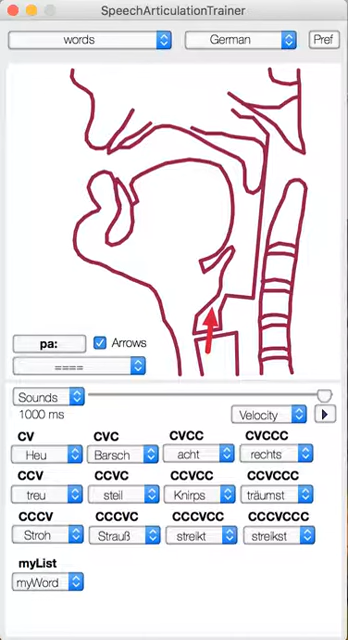 SpeechArticulationTrainer
words German Pref
pa: Arrows
====
Sounds
1000 ms Velocity
CV CVC CVCC CVCCC
Heu Barsch acht rechts
CCV CCVC CCVCC CCVCCC
treu steil Knirps träumst
CCCV CCCVC CCCVCC CCCVCCC
Stroh Strauß streikt streikst
myList
myWord